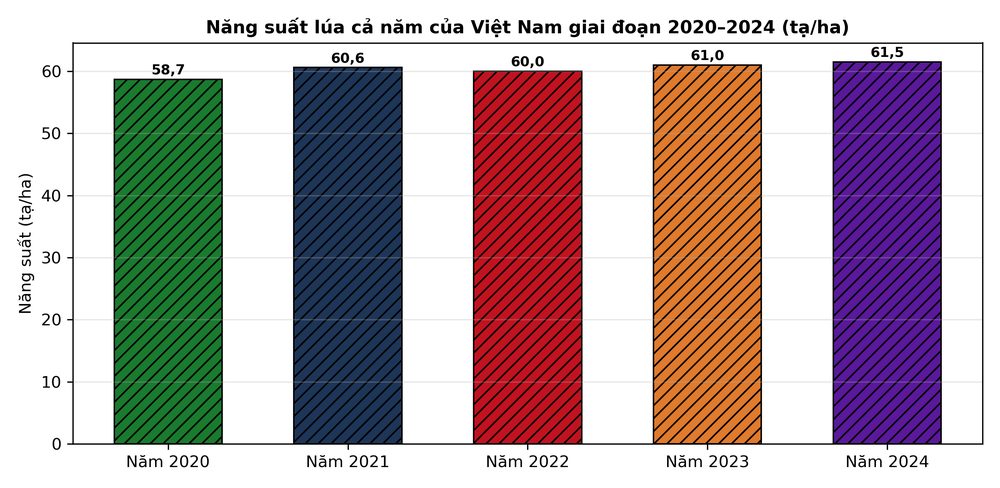 Năng suất lúa cả năm của Việt Nam giai đoạn 2020–2024 (tạ/ha)
Năng suất (tạ/ha)
60
50
40
30
20
10
0
58,7
60,6
60,0
61,0
61,5
Năm 2020
Năm 2021
Năm 2022
Năm 2023
Năm 2024